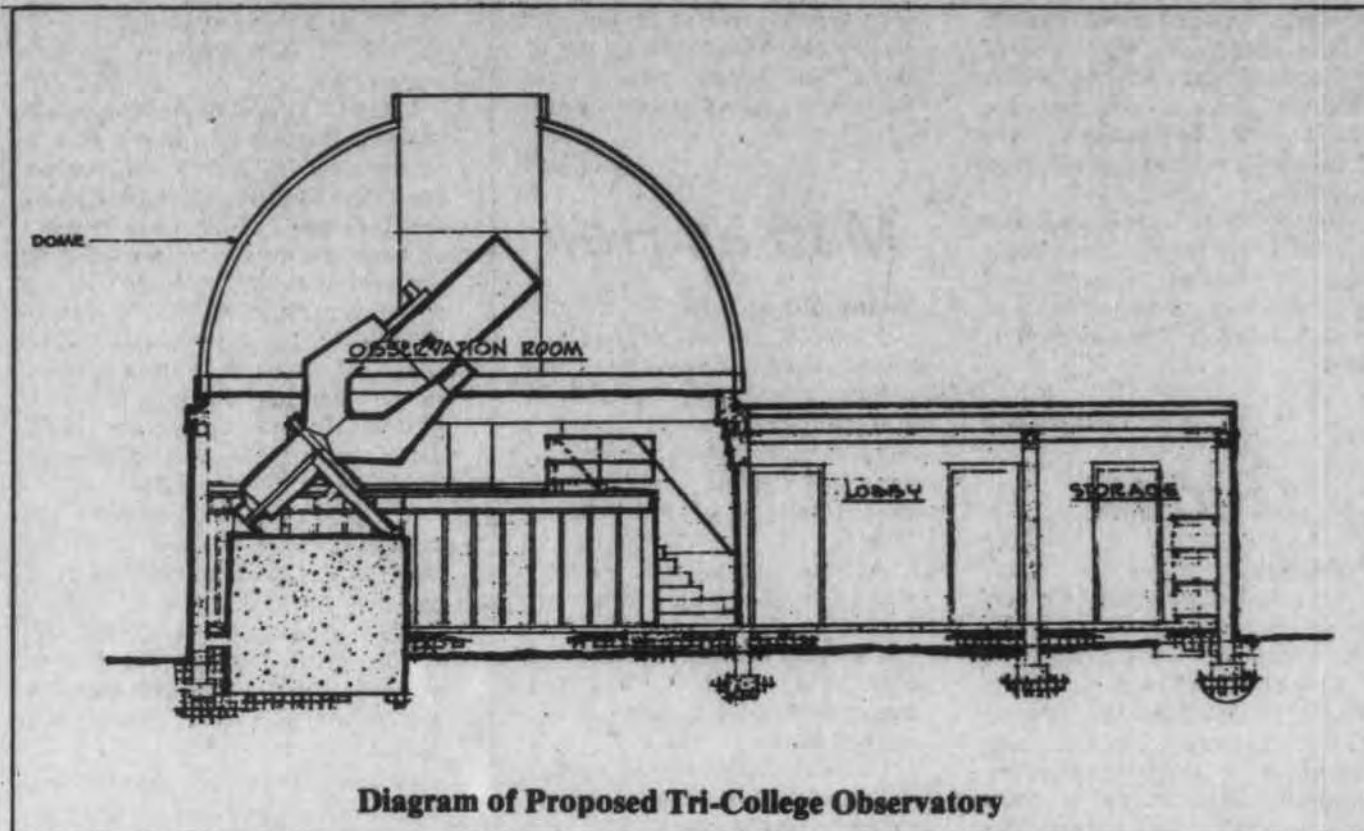 DOME
OBSERVATION ROOM
LOBBY
STORAGE
Diagram of Proposed Tri-College Observatory